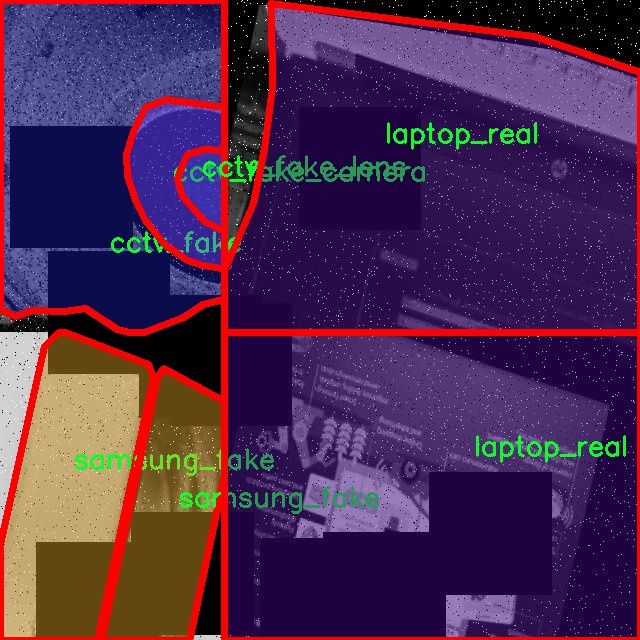 laptop_real
cctv_fake_lens
cctv_fake_camera
cctv_fake
laptop_real
samsung_fake
samsung_fake